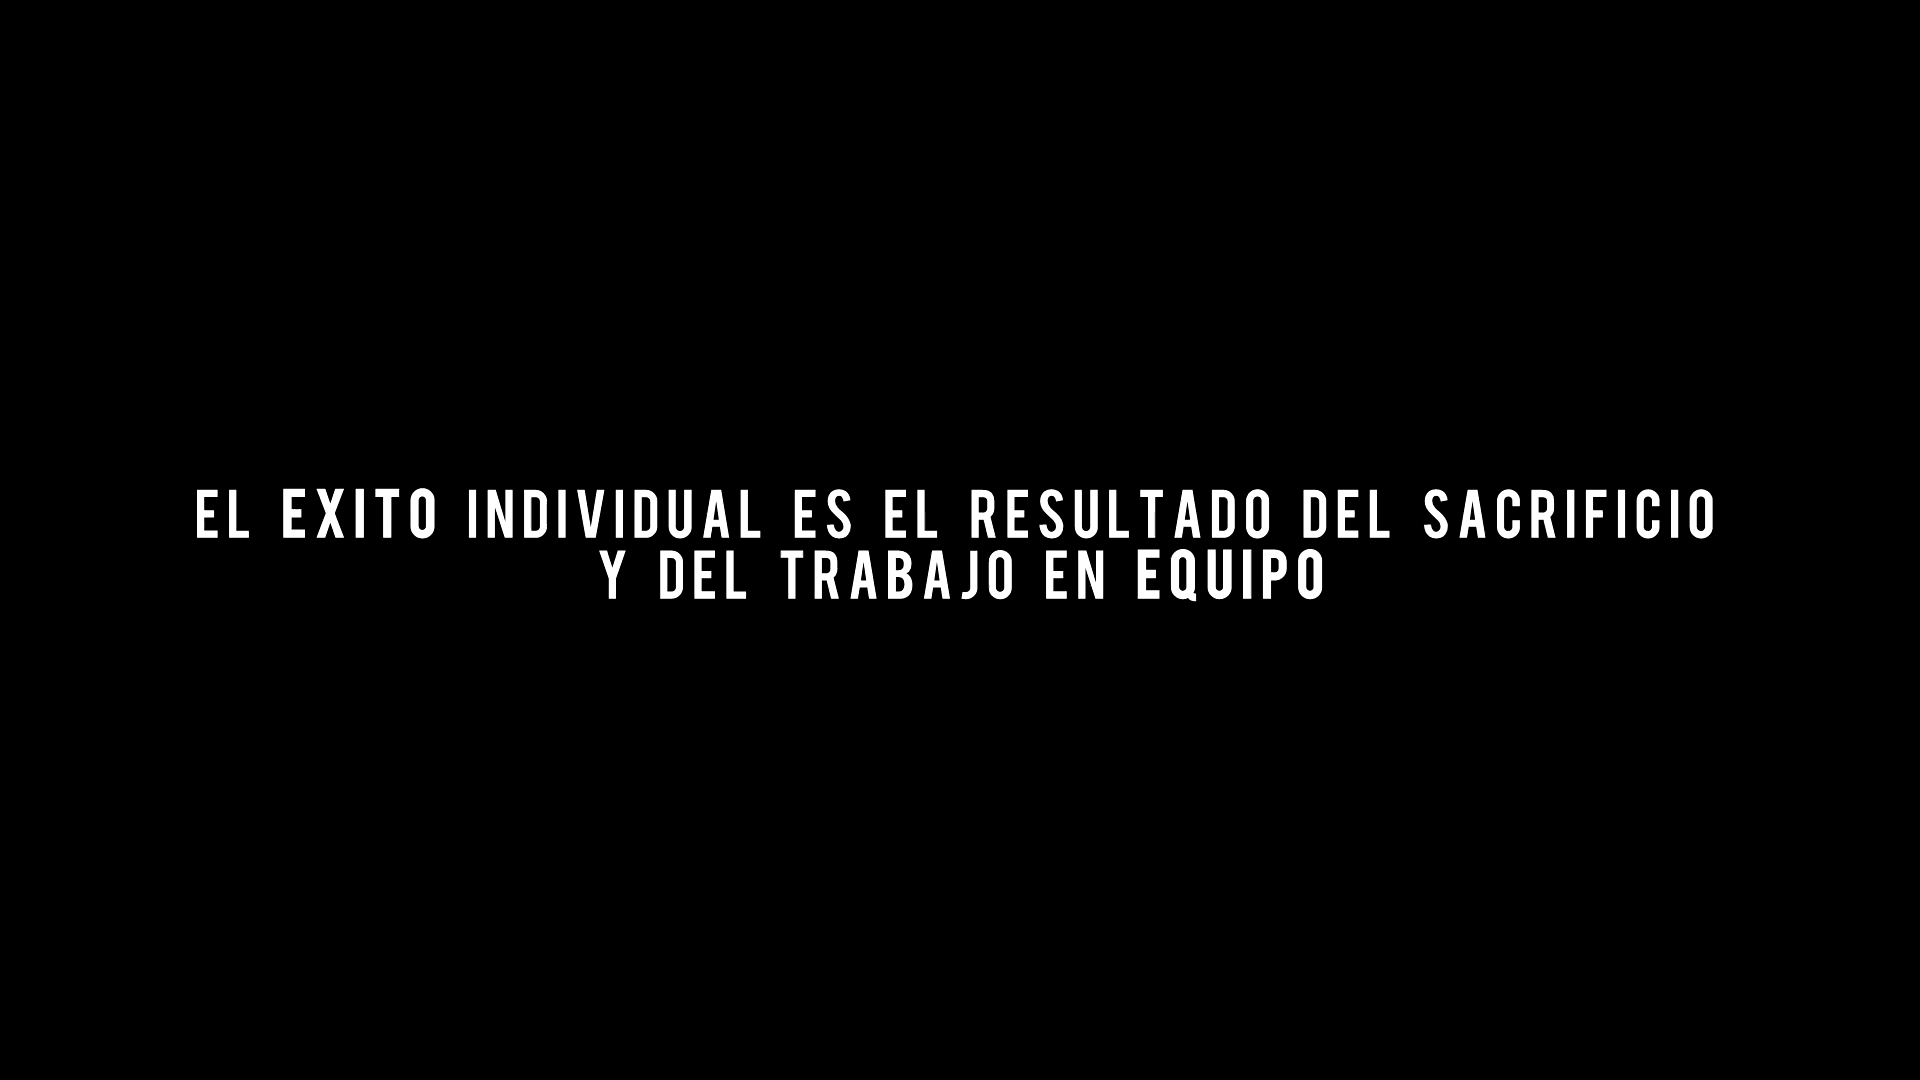 EL EXITO INDIVIDUAL ES EL RESULTADO DEL SACRIFICIO
Y DEL TRABAJO EN EQUIPO